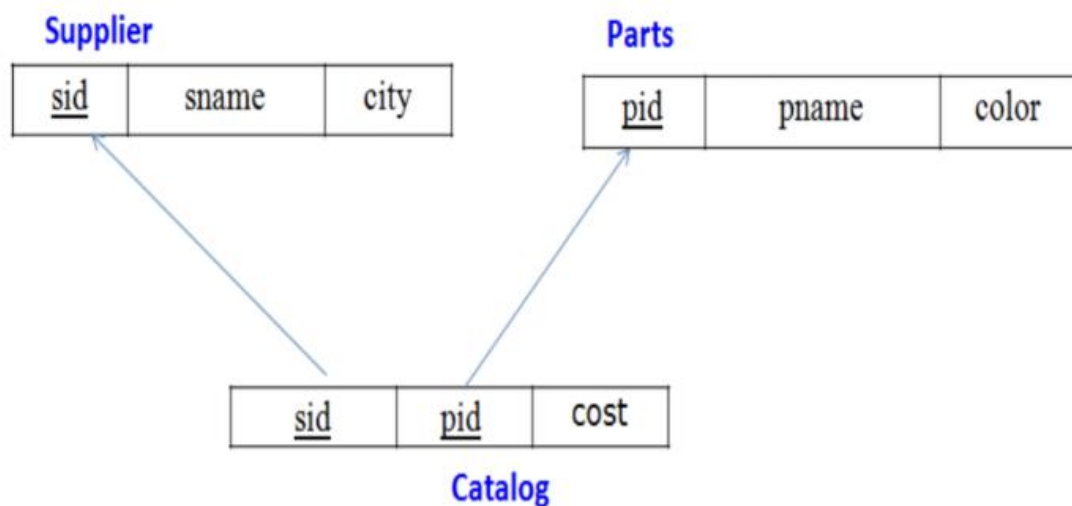 Supplier
sid sname city
Parts
pid pname color
sid pid cost
Catalog